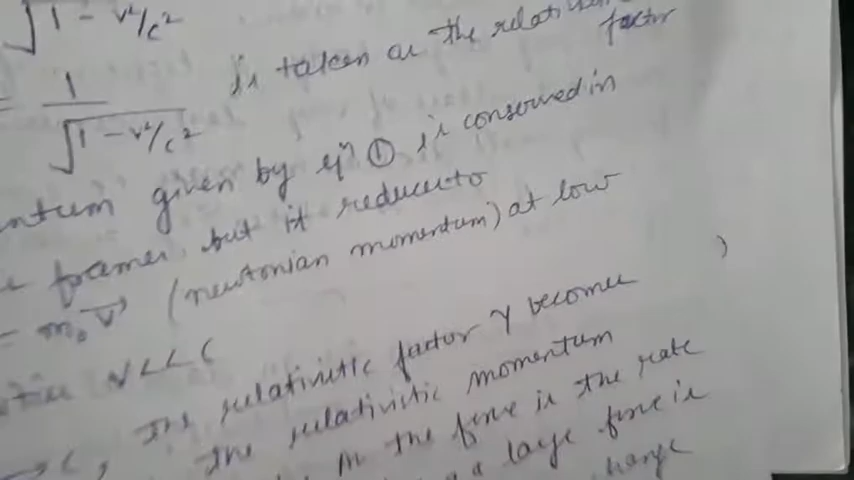 √1 - v²/c²
= 1/√1 - v²/c² is taken as the
factor
given by eqⁿ ① is conserved in
frames, but it reduces to
= m₀v⃗ (newtonian momentum) at low
v << c
→ c, the relativistic factor γ becomes
the relativistic momentum
the force is the rate
a large force is